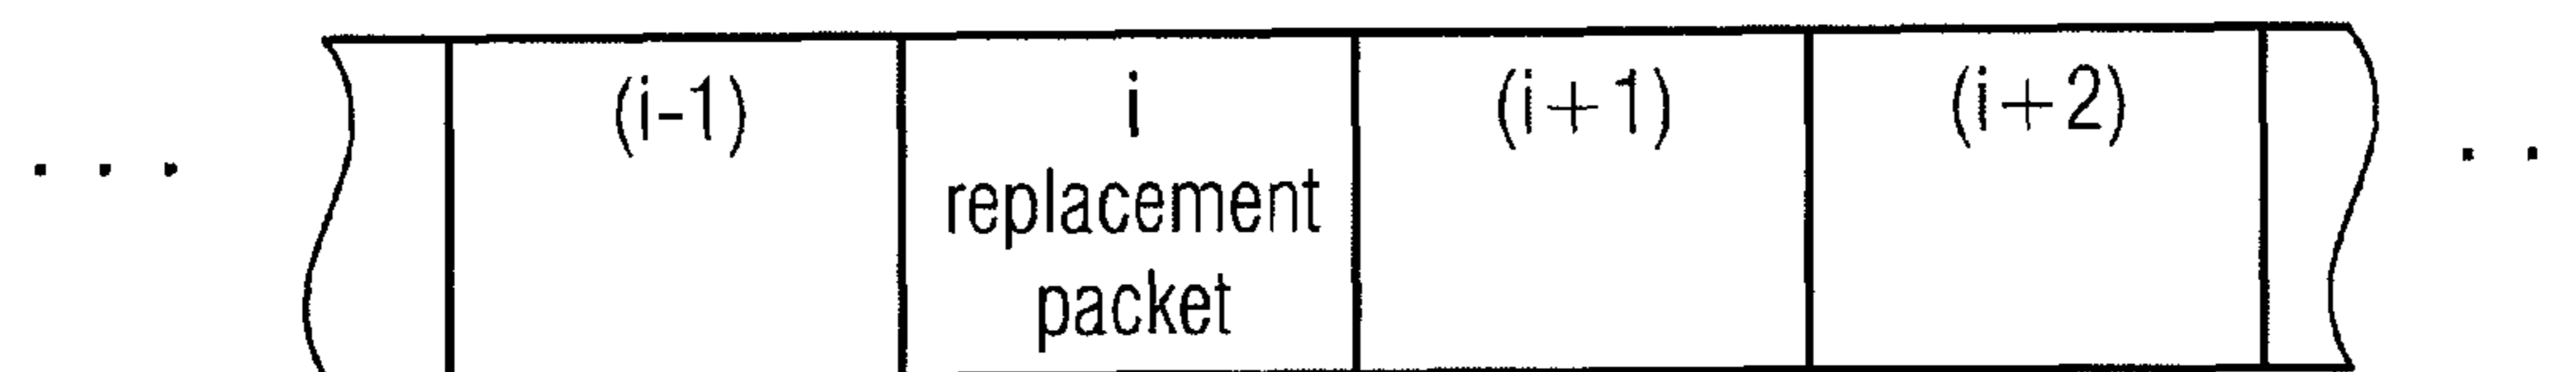 . . . (i-1) i (i+1) (i+2) . .
replacement
packet